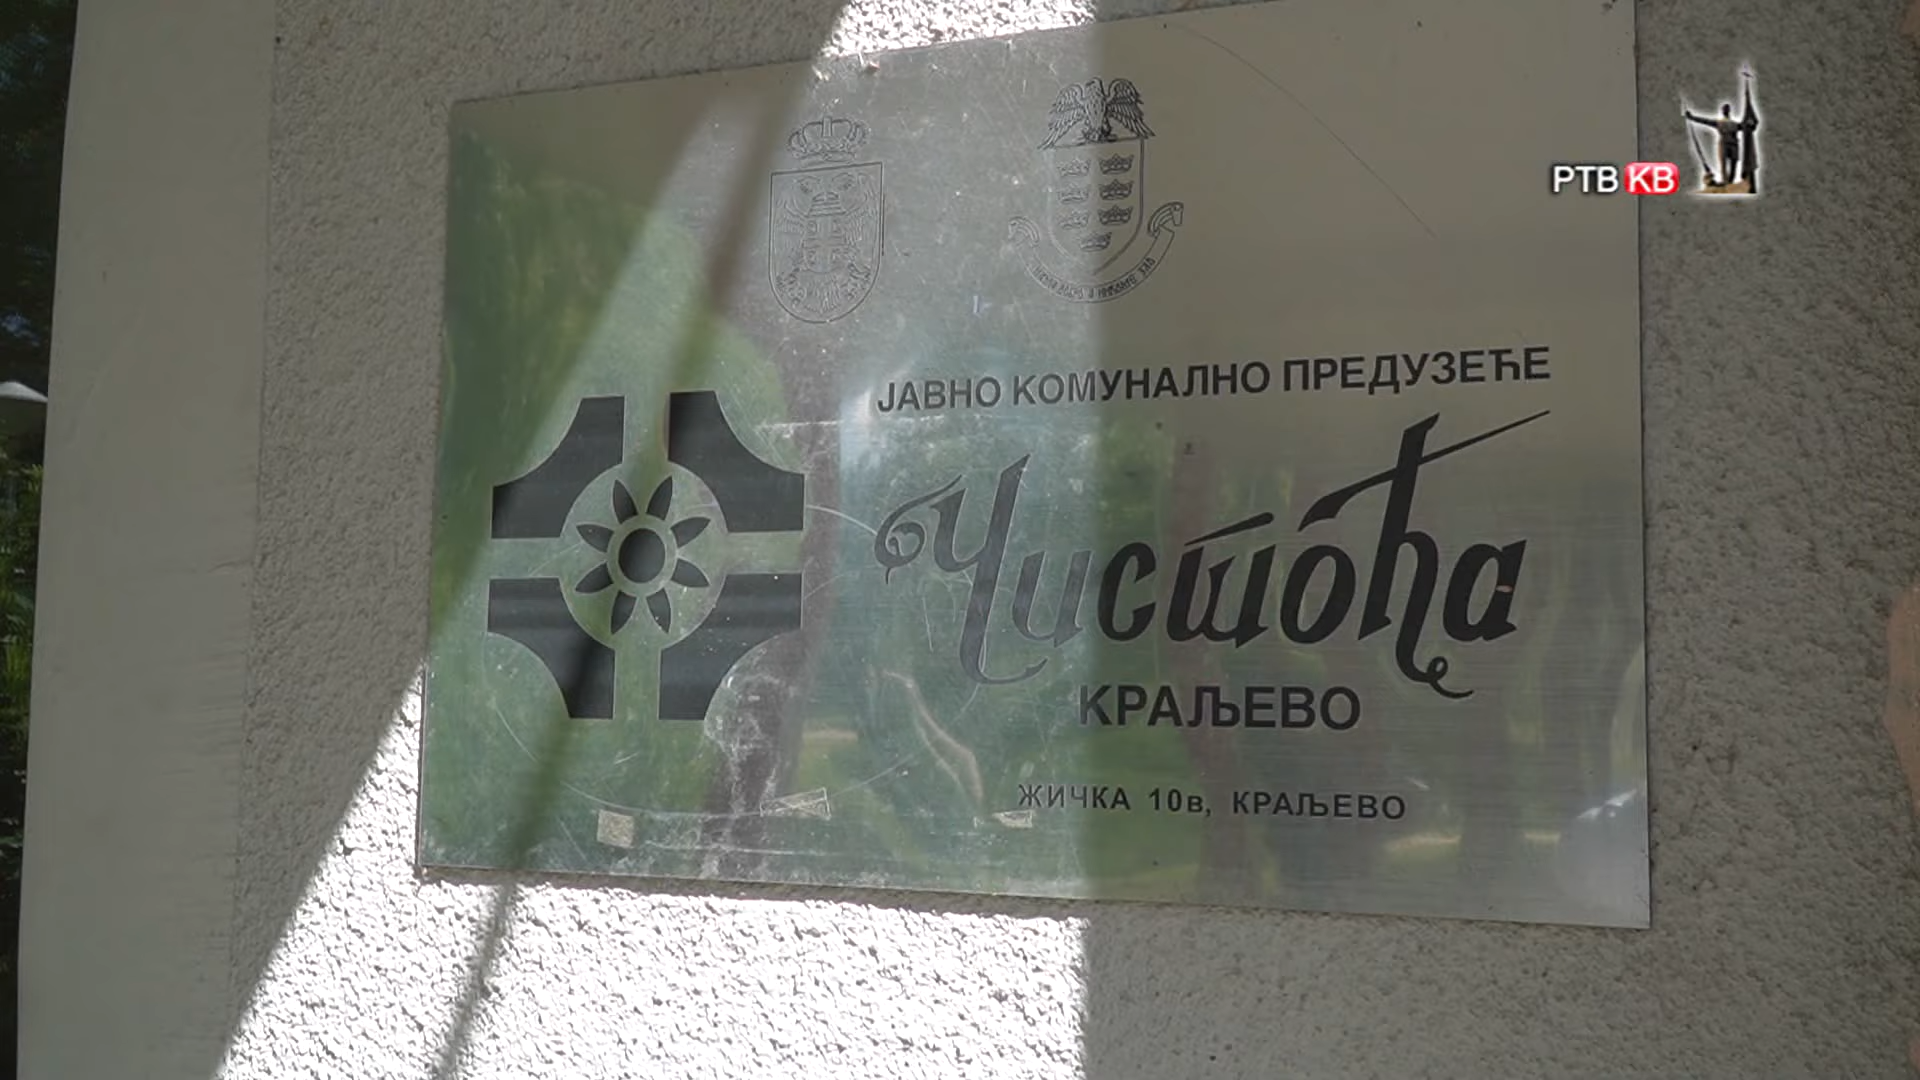 РТВ КВ
ЈАВНО КОМУНАЛНО ПРЕДУЗЕЋЕ
Чистоћа
КРАЉЕВО
ЖИЧКА 10в, КРАЉЕВО